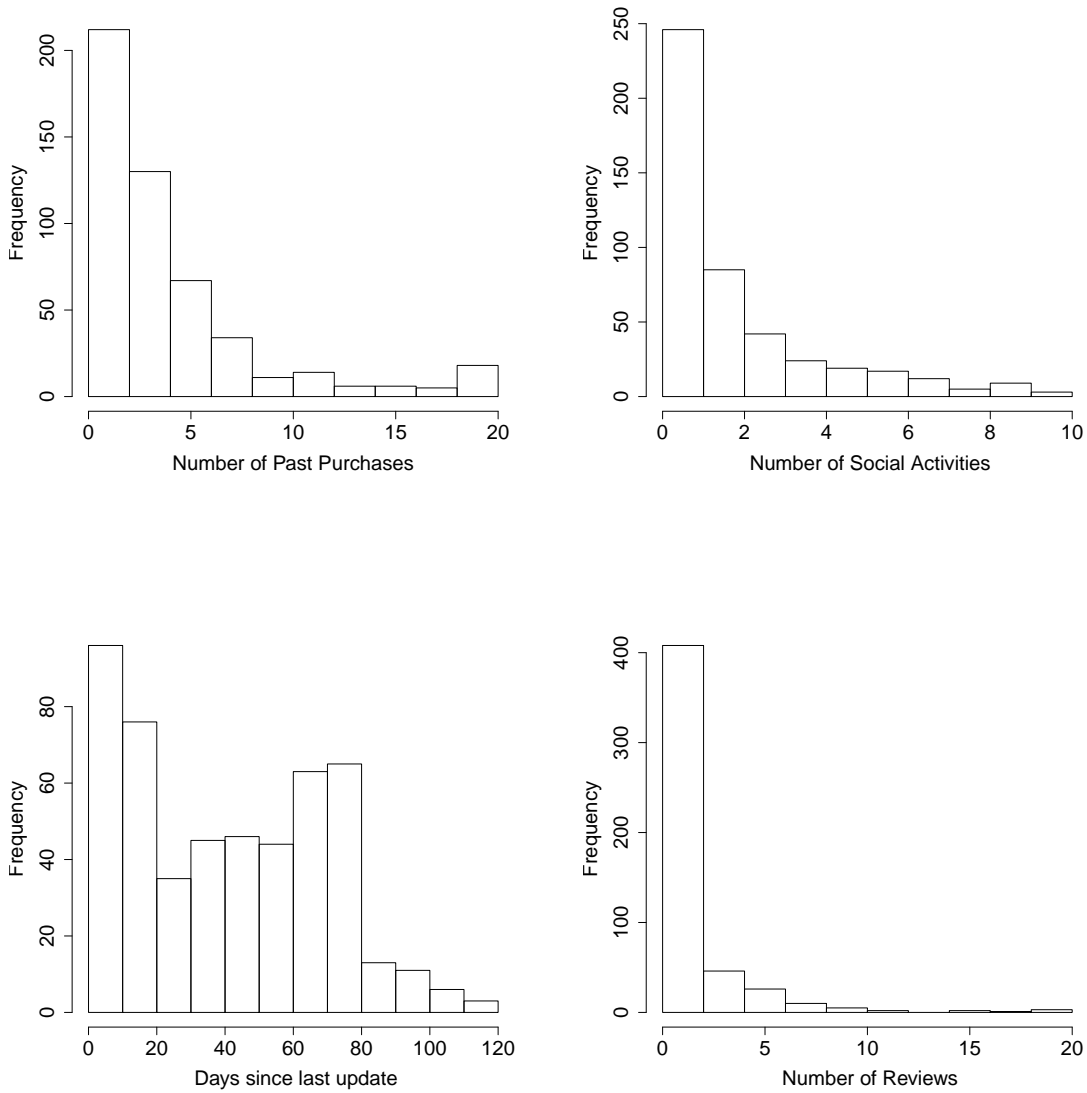 Frequency
0 50 100 150 200
0 5 10 15 20
Number of Past Purchases
Frequency
0 50 100 150 200 250
0 2 4 6 8 10
Number of Social Activities
Frequency
0 20 40 60 80
0 20 40 60 80 100 120
Days since last update
Frequency
0 100 200 300 400
0 5 10 15 20
Number of Reviews